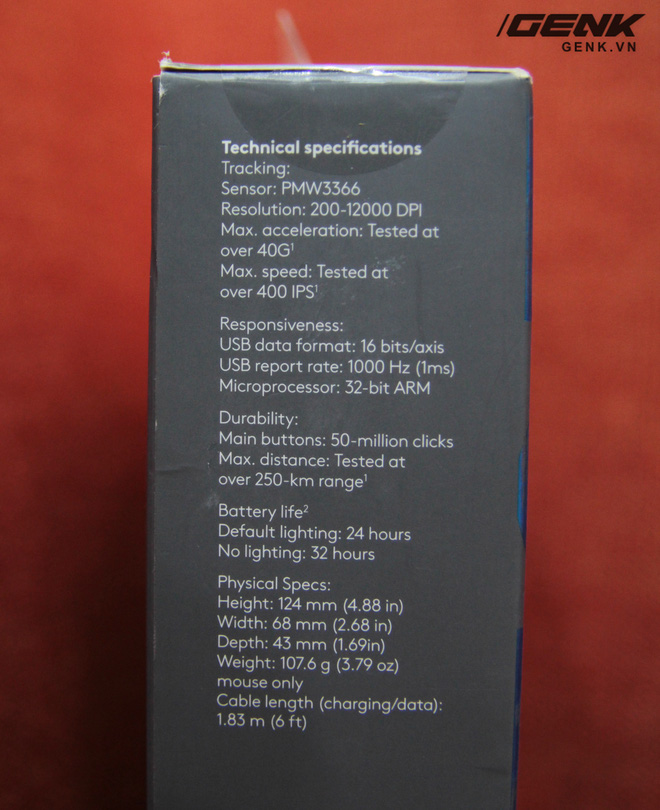 GENK
GENK.VN
Technical specifications
Tracking:
Sensor: PMW3366
Resolution: 200-12000 DPI
Max. acceleration: Tested at
over 40G¹
Max. speed: Tested at
over 400 IPS¹
Responsiveness:
USB data format: 16 bits/axis
USB report rate: 1000 Hz (1ms)
Microprocessor: 32-bit ARM
Durability:
Main buttons: 50-million clicks
Max. distance: Tested at
over 250-km range¹
Battery life²
Default lighting: 24 hours
No lighting: 32 hours
Physical Specs:
Height: 124 mm (4.88 in)
Width: 68 mm (2.68 in)
Depth: 43 mm (1.69in)
Weight: 107.6 g (3.79 oz)
mouse only
Cable length (charging/data):
1.83 m (6 ft)